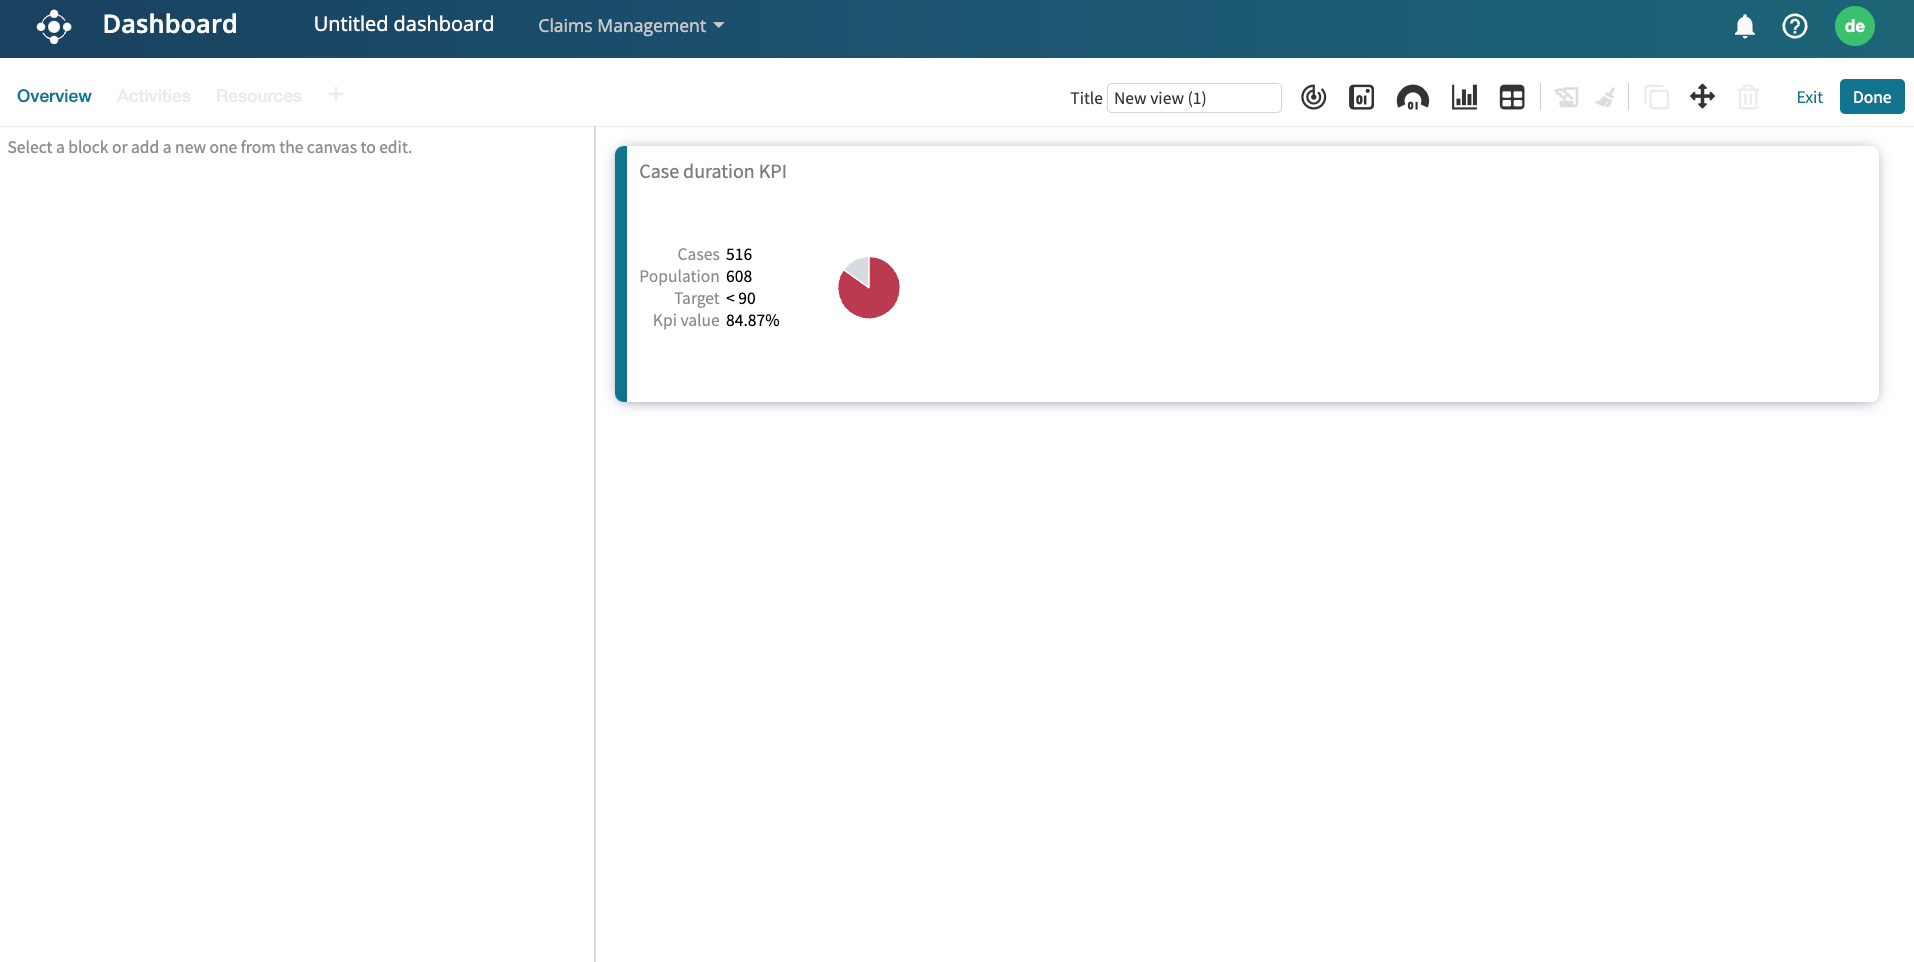 Dashboard
Untitled dashboard
Claims Management
de
Overview
Activities
Resources
Title New view (1)
Exit
Done
Select a block or add a new one from the canvas to edit.
Case duration KPI
Cases 516
Population 608
Target < 90
Kpi value 84.87%